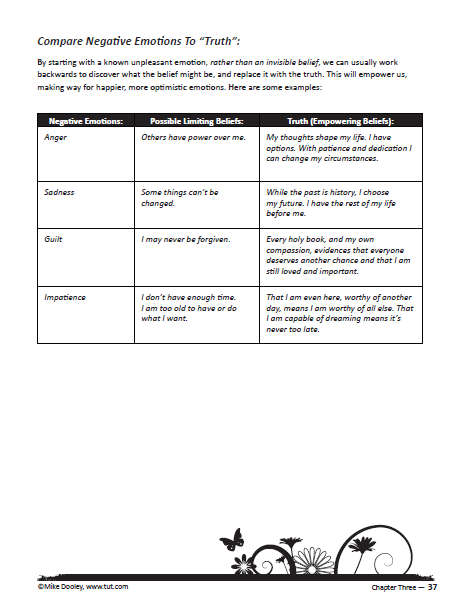 Compare Negative Emotions To “Truth”:
By starting with a known unpleasant emotion, rather than an invisible belief, we can usually work
backwards to discover what the belief might be, and replace it with the truth. This will empower us,
making way for happier, more optimistic emotions. Here are some examples:
Negative Emotions: Possible Limiting Beliefs: Truth (Empowering Beliefs):
Anger
Others have power over me.
My thoughts shape my life. I have
options. With patience and dedication I
can change my circumstances.
Sadness
Some things can’t be
changed.
While the past is history, I choose
my future. I have the rest of my life
before me.
Guilt
I may never be forgiven.
Every holy book, and my own
compassion, evidences that everyone
deserves another chance and that I am
still loved and important.
Impatience
I don’t have enough time.
I am too old to have or do
what I want.
That I am even here, worthy of another
day, means I am worthy of all else. That
I am capable of dreaming means it’s
never too late.
©Mike Dooley, www.tut.com
Chapter Three — 37